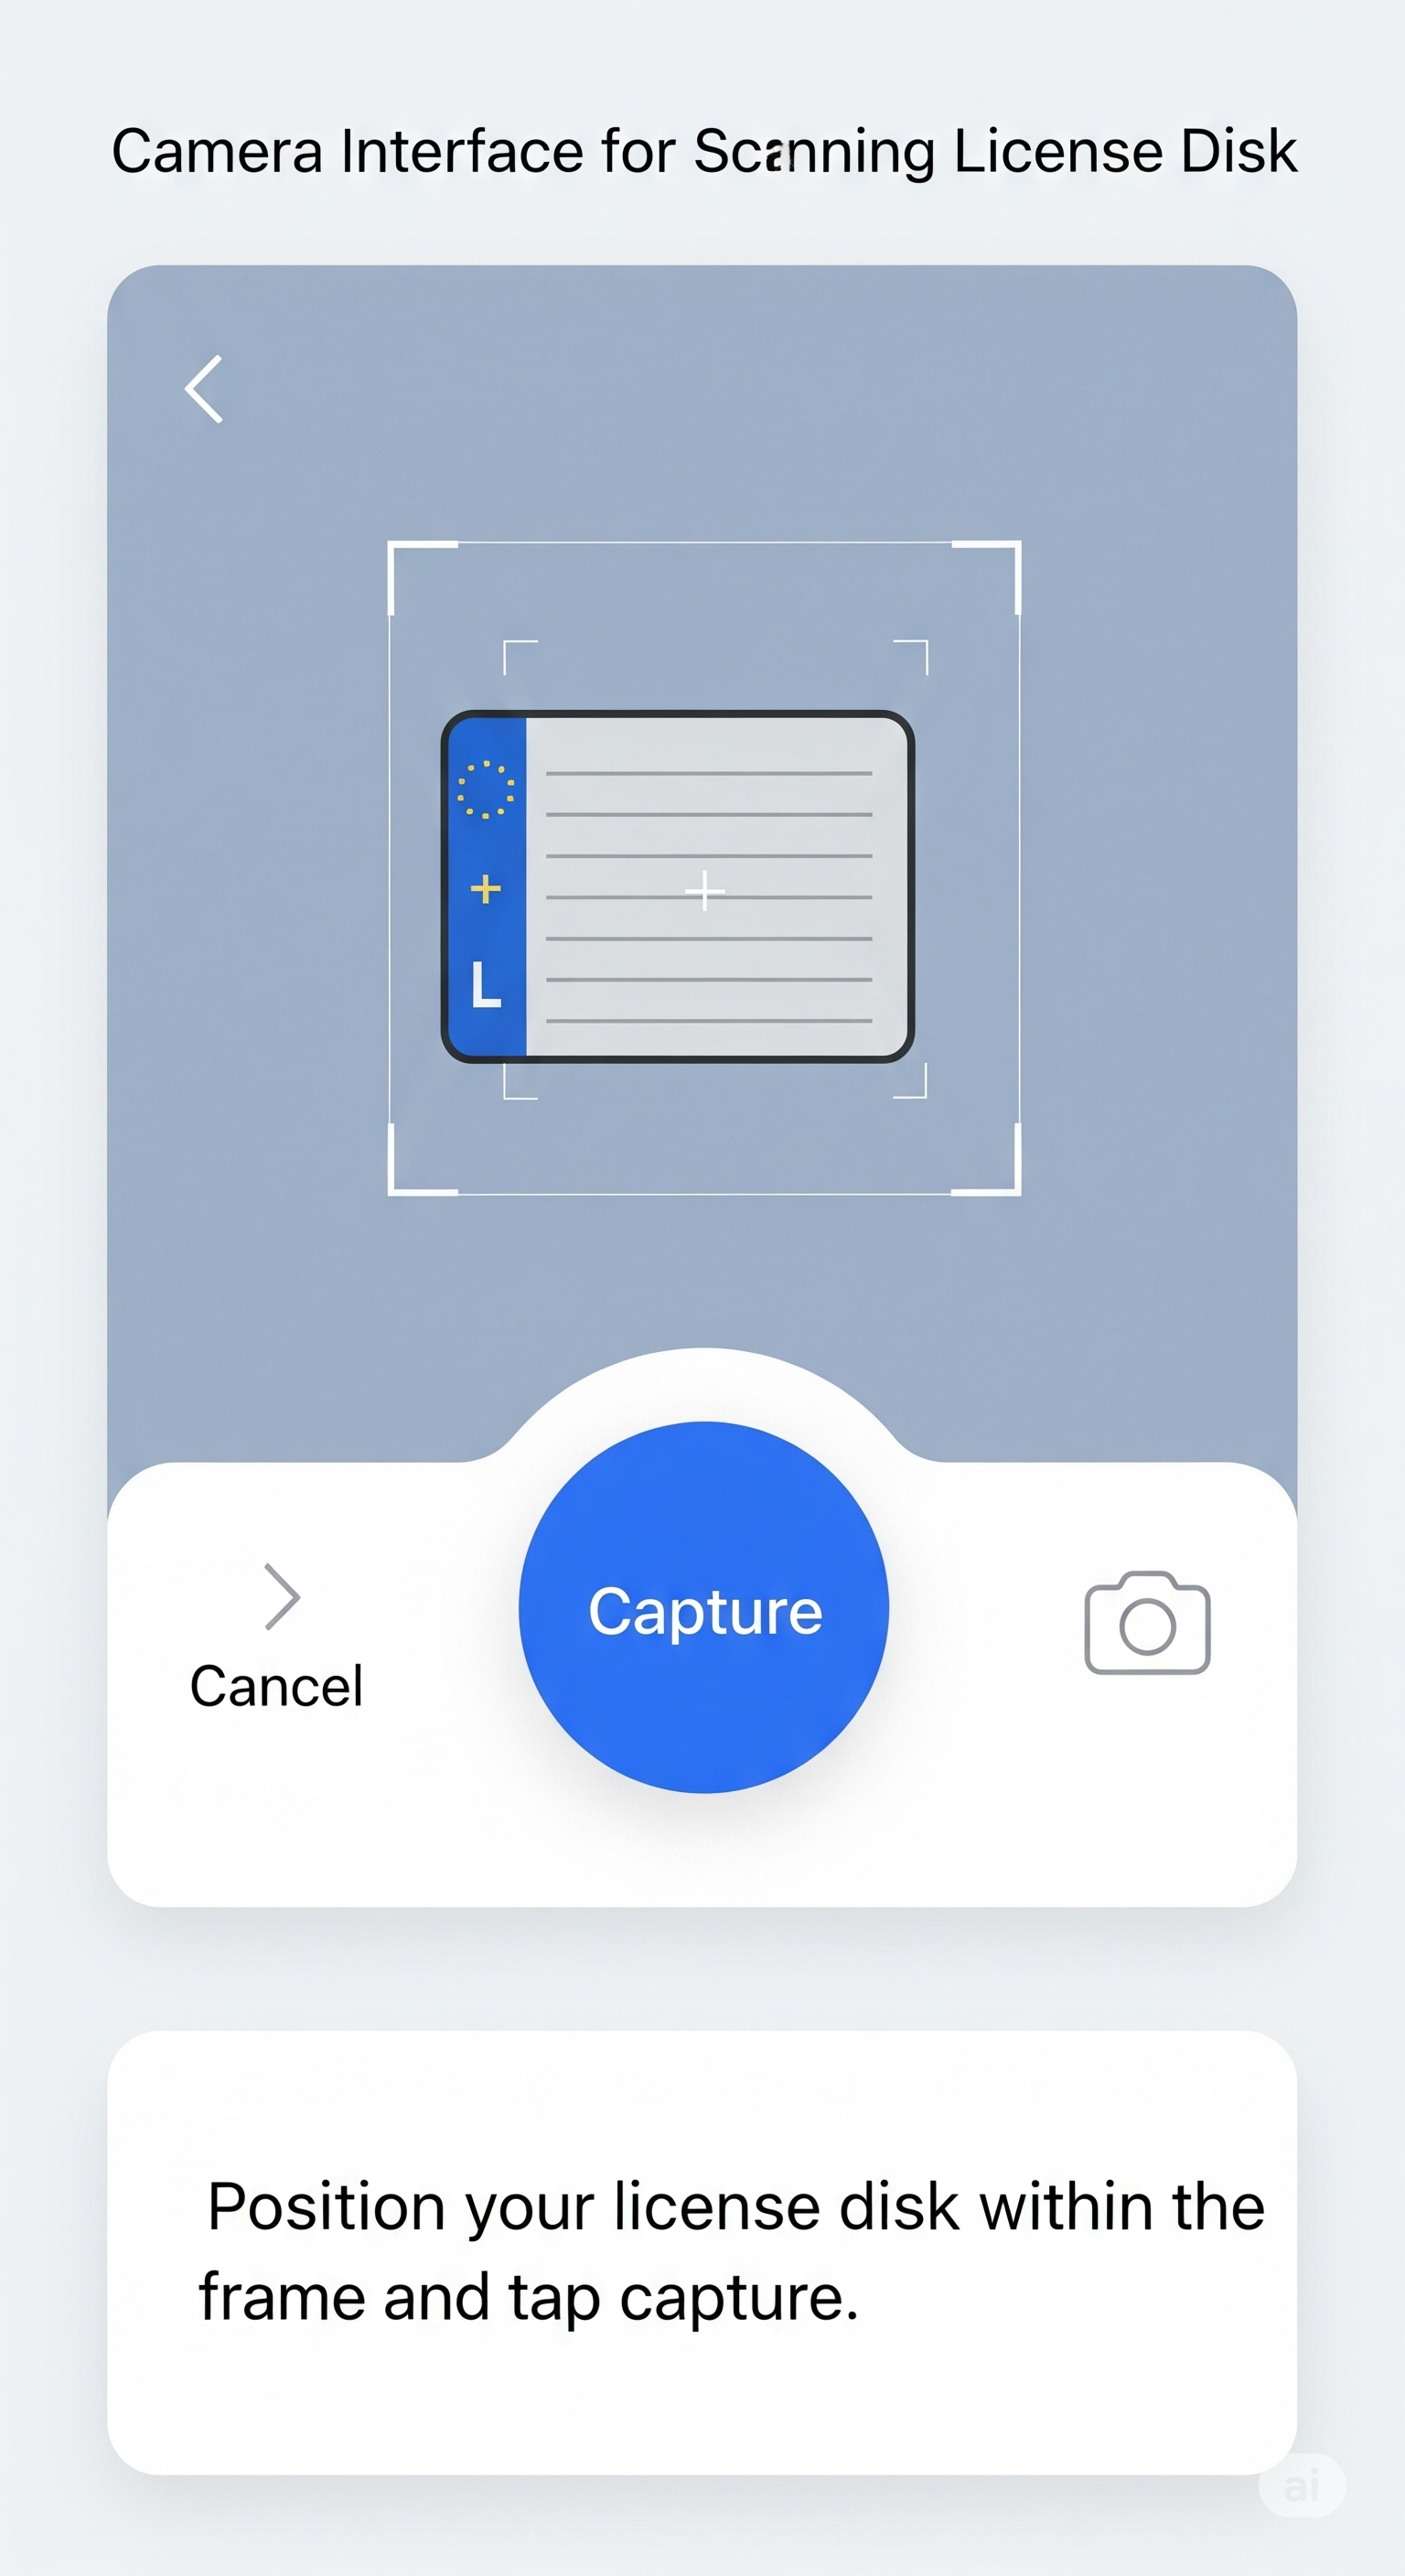 Camera Interface for Scanning License Disk
L
Capture
Cancel
Position your license disk within the
frame and tap capture.
ai